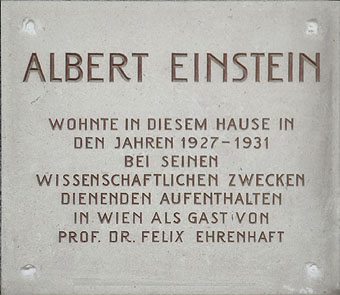 ALBERT EINSTEIN
WOHNTE IN DIESEM HAUSE IN
DEN JAHREN 1927-1931
BEI SEINEN
WISSENSCHAFTLICHEN ZWECKEN
DIENENDEN AUFENTHALTEN
IN WIEN ALS GAST VON
PROF. DR. FELIX EHRENHAFT